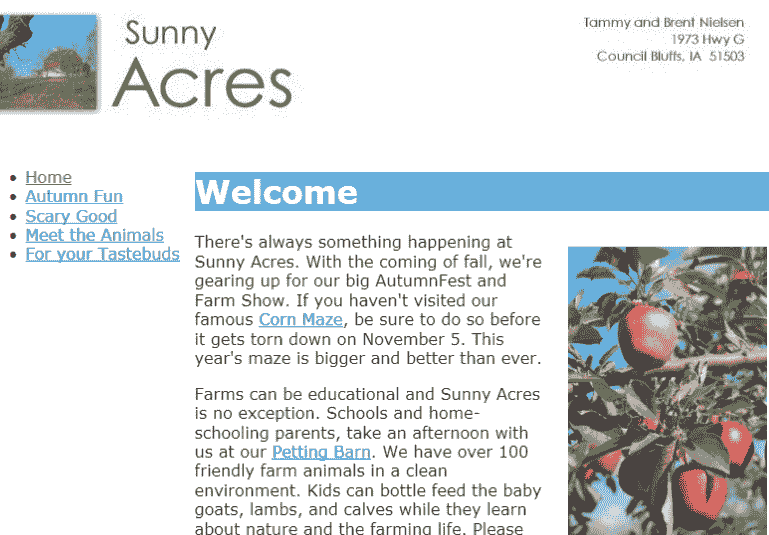 Sunny
Acres
Tammy and Brent Nielsen
1973 Hwy G
Council Bluffs, IA 51503
Home
Autumn Fun
Scary Good
Meet the Animals
For your Tastebuds
Welcome
There's always something happening at
Sunny Acres. With the coming of fall, we're
gearing up for our big AutumnFest and
Farm Show. If you haven't visited our
famous Corn Maze, be sure to do so before
it gets torn down on November 5. This
year's maze is bigger and better than ever.
Farms can be educational and Sunny Acres
is no exception. Schools and home-
schooling parents, take an afternoon with
us at our Petting Barn. We have over 100
friendly farm animals in a clean
environment. Kids can bottle feed the baby
goats, lambs, and calves while they learn
about nature and the farming life. Please